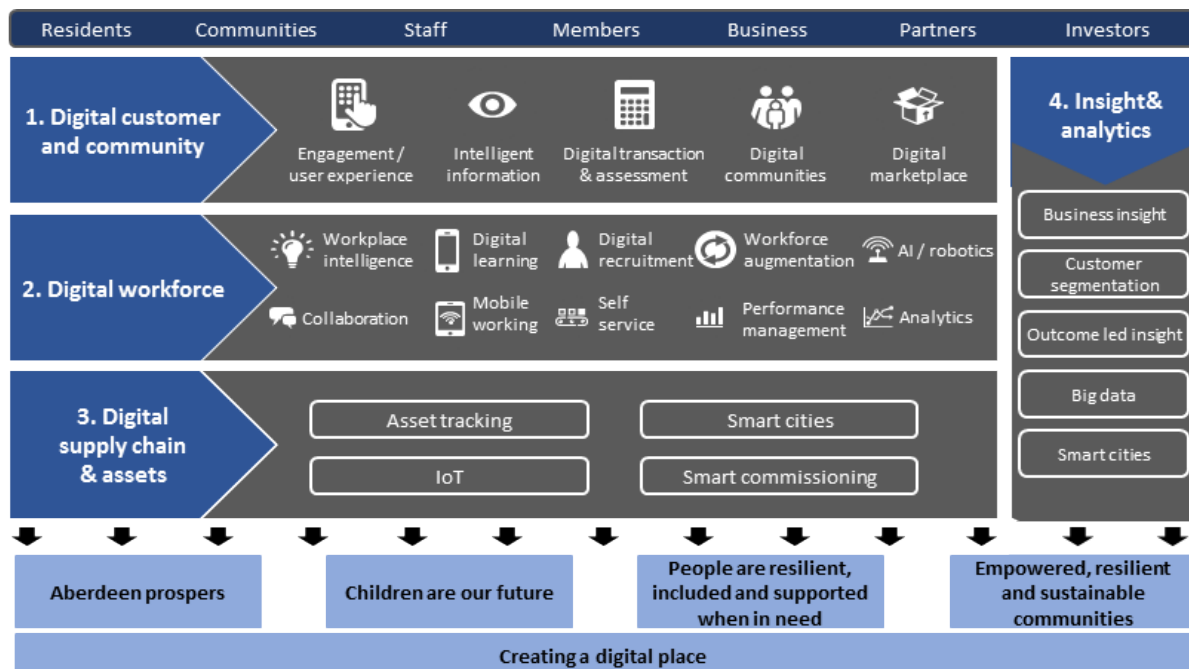 Residents
Communities
Staff
Members
Business
Partners
Investors
1. Digital customer
and community
Engagement /
user experience
Intelligent
information
Digital transaction
& assessment
Digital
communities
Digital
marketplace
2. Digital workforce
Workplace
intelligence
Digital
learning
Digital
recruitment
Workforce
augmentation
AI / robotics
Collaboration
Mobile
working
Self
service
Performance
management
Analytics
3. Digital
supply chain
& assets
Asset tracking
Smart cities
IoT
Smart commissioning
4. Insight&
analytics
Business insight
Customer
segmentation
Outcome led insight
Big data
Smart cities
Aberdeen prospers
Children are our future
People are resilient,
included and supported
when in need
Empowered, resilient
and sustainable
communities
Creating a digital place